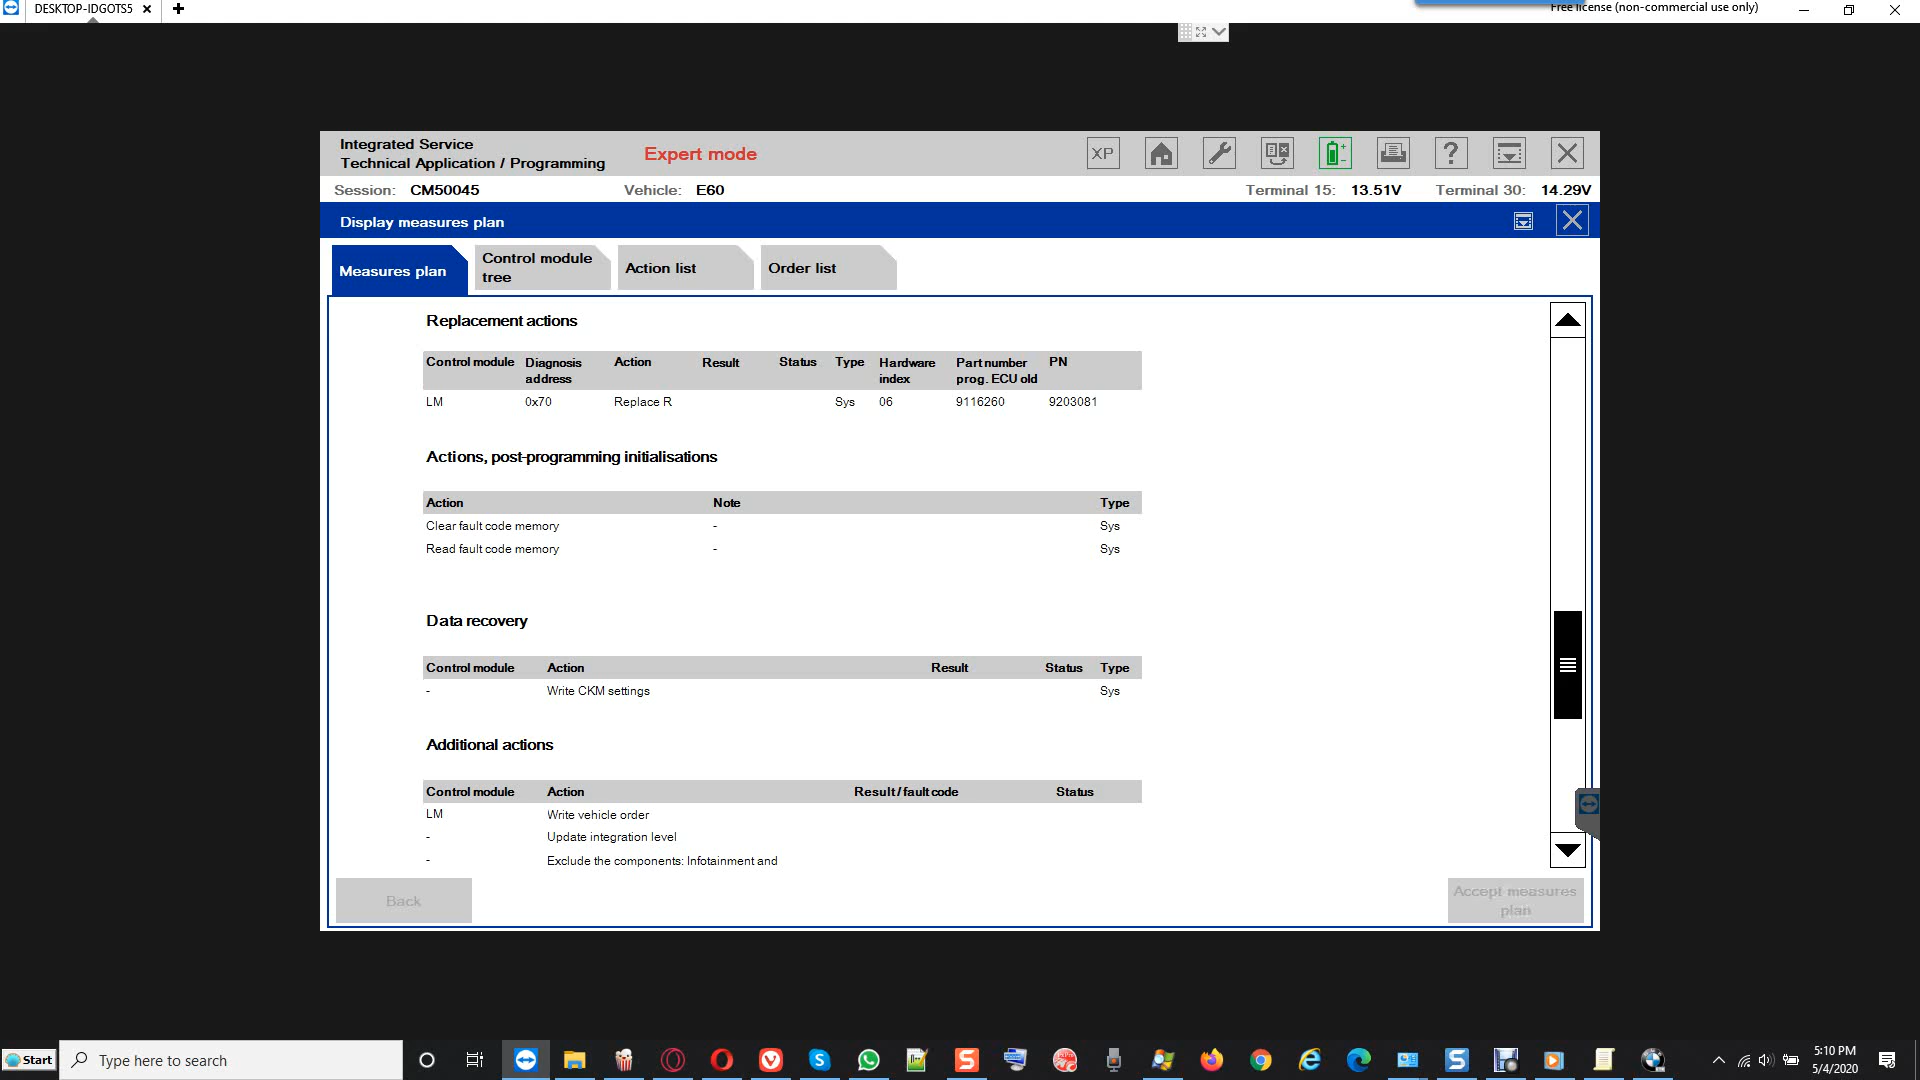 DESKTOP-IDGOTS5
Free license (non-commercial use only)
Integrated Service
Technical Application / Programming
Expert mode
XP
Session: CM50045
Vehicle: E60
Terminal 15: 13.51V
Terminal 30: 14.29V
Display measures plan
Measures plan
Control module
tree
Action list
Order list
Replacement actions
Control module Diagnosis address Action Result Status Type Hardware index Part number prog. ECU old PN
LM 0x70 Replace R Sys 06 9116260 9203081
Actions, post-programming initialisations
Action Note Type
Clear fault code memory - Sys
Read fault code memory - Sys
Data recovery
Control module Action Result Status Type
- Write CKM settings Sys
Additional actions
Control module Action Result / fault code Status
LM Write vehicle order
- Update integration level
- Exclude the components: Infotainment and
Back
Accept measures
plan
Start
Type here to search
5:10 PM
5/4/2020